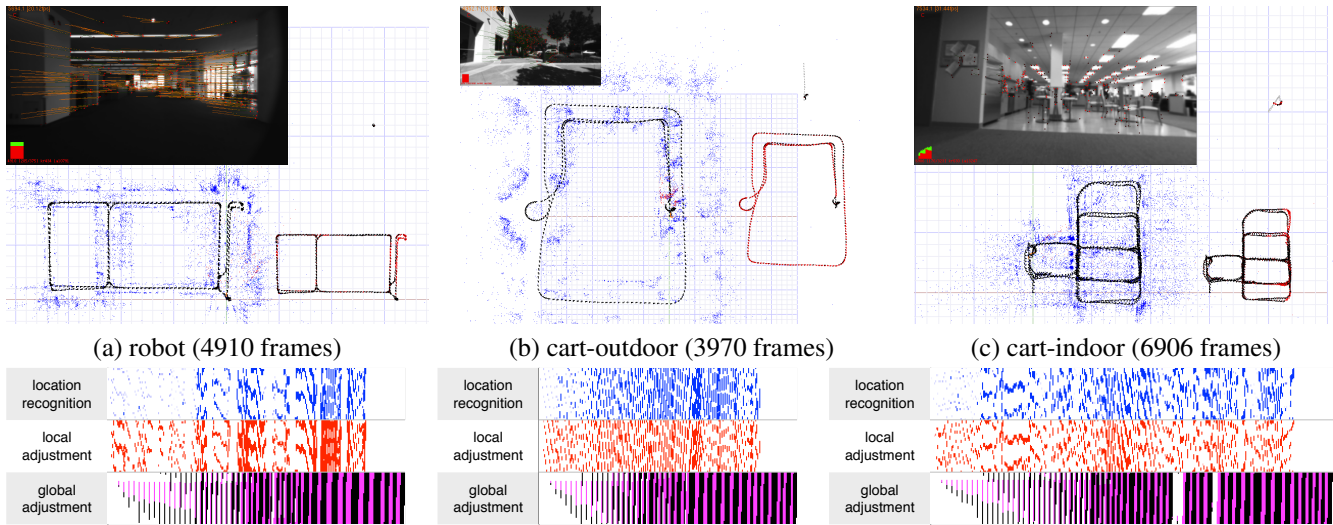 (a) robot (4910 frames)
(b) cart-outdoor (3970 frames)
(c) cart-indoor (6906 frames)
location
recognition
local
adjustment
global
adjustment
location
recognition
local
adjustment
global
adjustment
location
recognition
local
adjustment
global
adjustment